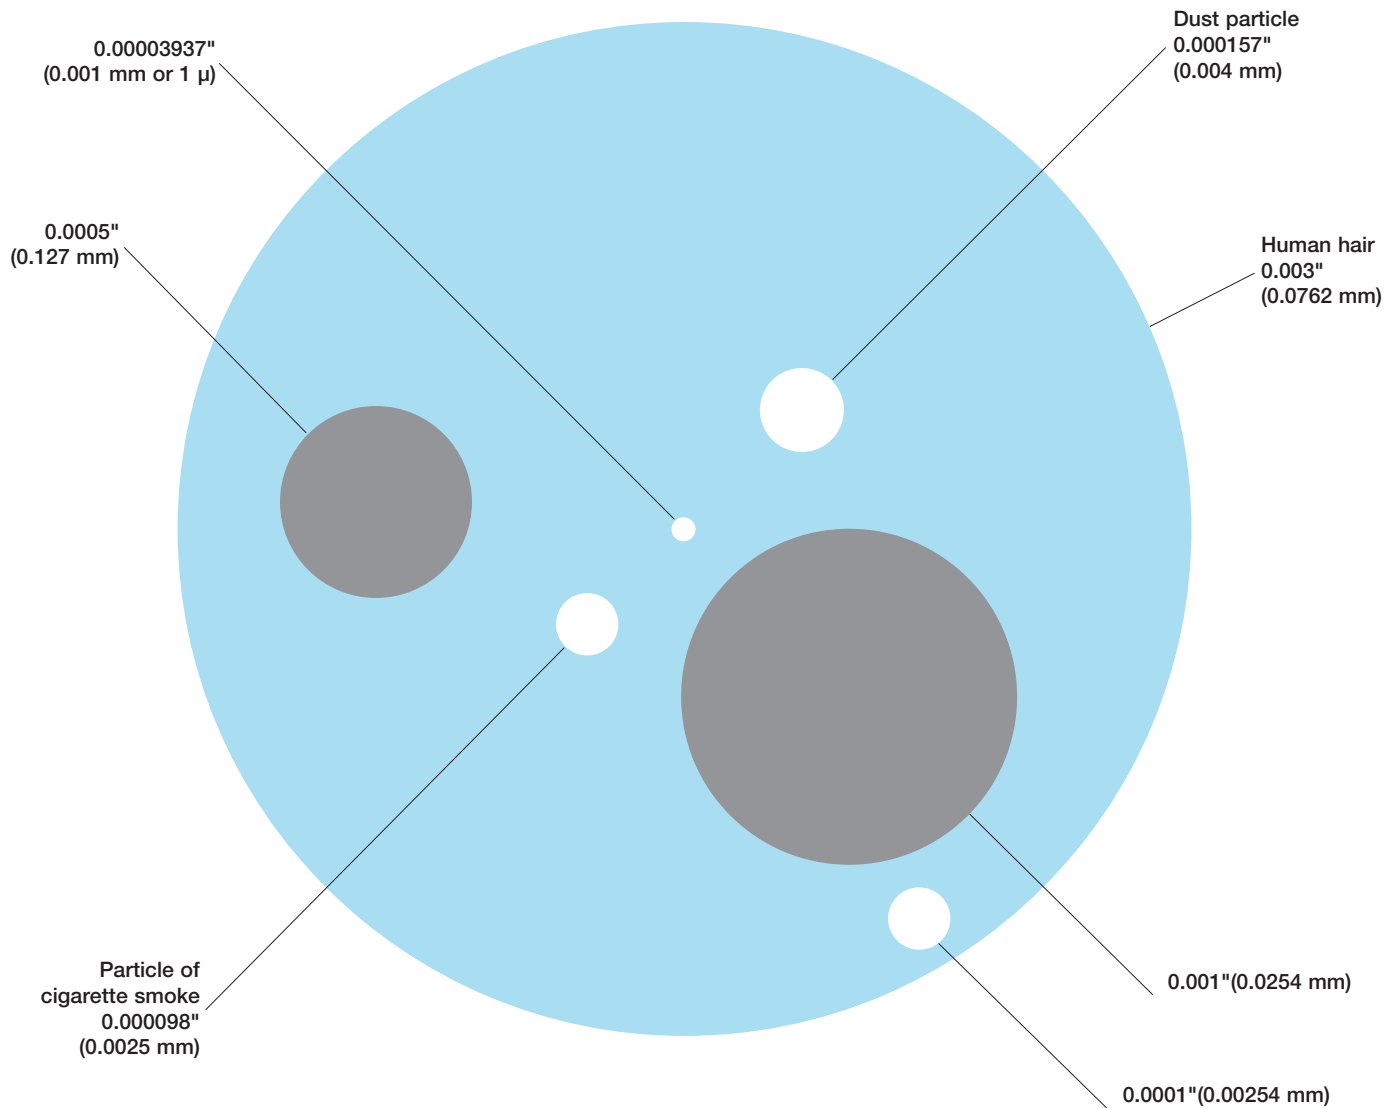 0.00003937"
(0.001 mm or 1 μ)
Dust particle
0.000157"
(0.004 mm)
0.0005"
(0.127 mm)
Human hair
0.003"
(0.0762 mm)
Particle of
cigarette smoke
0.000098"
(0.0025 mm)
0.001"(0.0254 mm)
0.0001"(0.00254 mm)